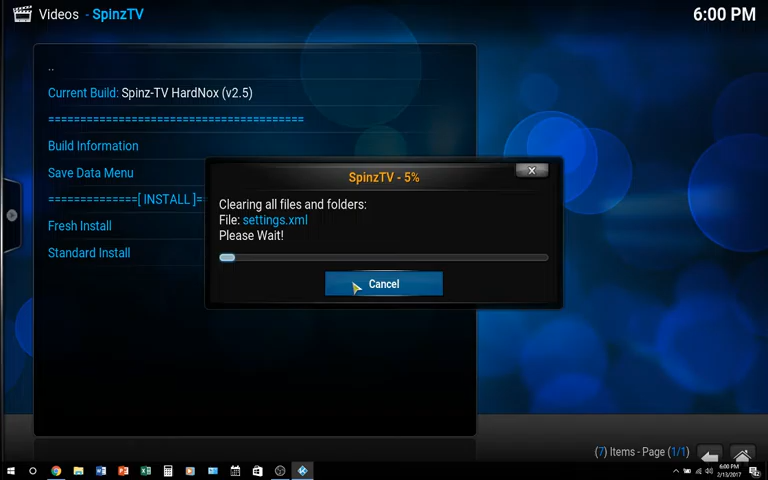 Videos - SpinzTV
6:00 PM
..
Current Build: Spinz-TV HardNox (v2.5)
=======================================
Build Information
Save Data Menu
==============[ INSTALL ]=
Fresh Install
Standard Install
SpinzTV - 5%
Clearing all files and folders:
File: settings.xml
Please Wait!
Cancel
(7) Items - Page (1/1)
6:00 PM
2/13/2017